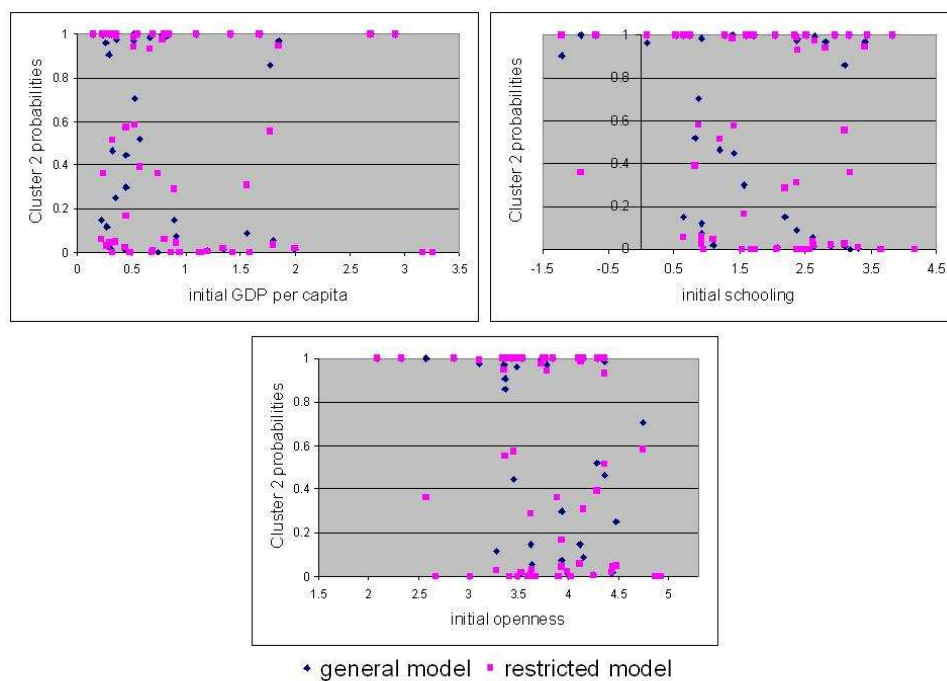 Cluster 2 probabilities
1
0.8
0.6
0.4
0.2
0
0 0.5 1 1.5 2 2.5 3 3.5
initial GDP per capita
Cluster 2 probabilities
1
0.8
0.6
0.4
0.2
0
-1.5 -0.5 0.5 1.5 2.5 3.5 4.5
initial schooling
Cluster 2 probabilities
1
0.8
0.6
0.4
0.2
0
1.5 2 2.5 3 3.5 4 4.5 5
initial openness
general model restricted model